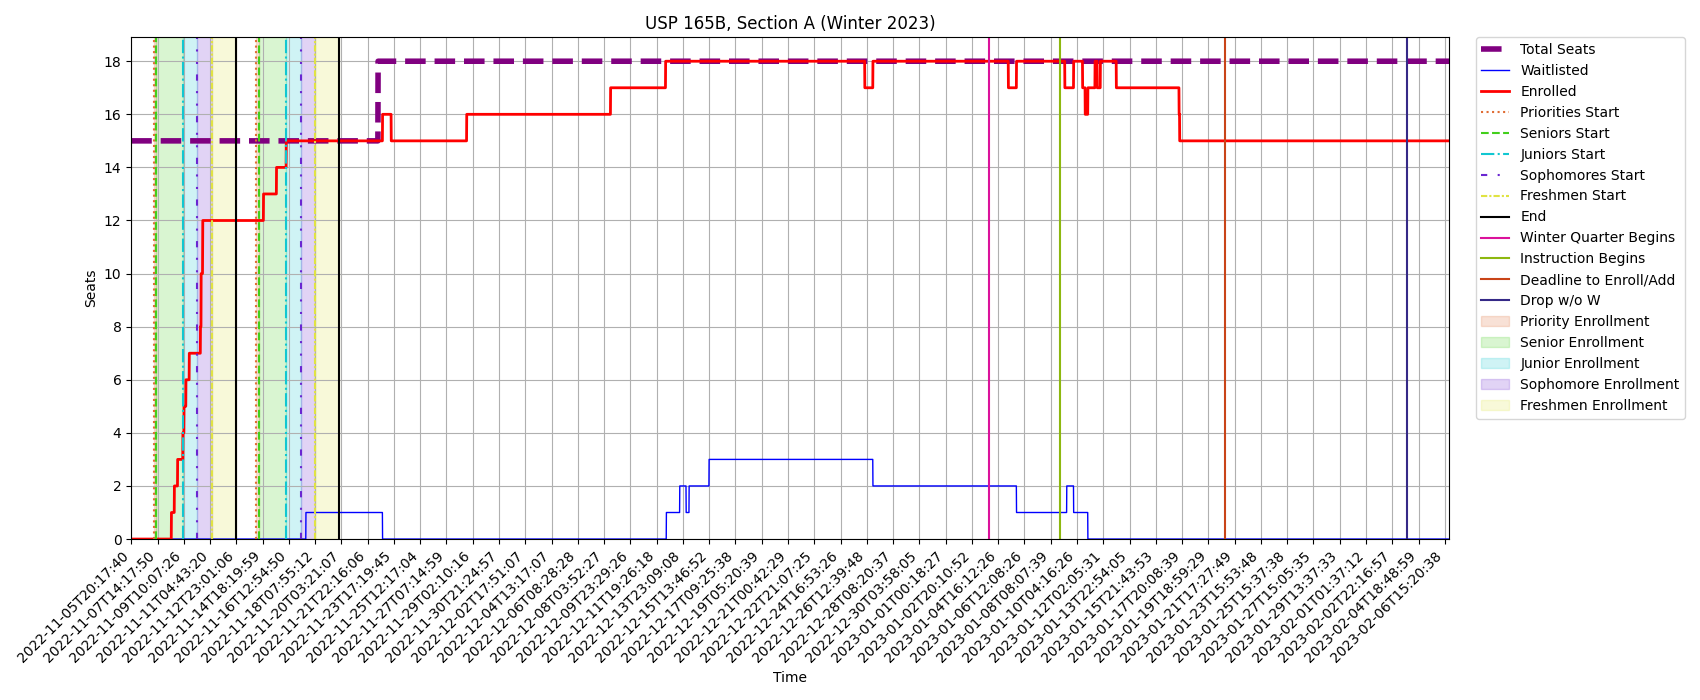 USP 165B, Section A (Winter 2023)
Seats
18
16
14
12
10
8
6
4
2
0
2022-11-05T20:17:40
2022-11-07T14:17:50
2022-11-09T10:07:26
2022-11-11T04:43:20
2022-11-12T23:01:06
2022-11-14T18:19:59
2022-11-16T12:54:50
2022-11-18T07:55:12
2022-11-20T03:21:07
2022-11-21T22:16:06
2022-11-23T17:19:45
2022-11-25T12:17:04
2022-11-27T07:14:59
2022-11-29T02:10:16
2022-11-30T21:24:57
2022-12-02T17:51:07
2022-12-04T13:17:07
2022-12-06T08:28:28
2022-12-08T03:52:27
2022-12-09T23:29:26
2022-12-11T19:26:18
2022-12-13T23:09:08
2022-12-15T13:46:52
2022-12-17T09:25:38
2022-12-19T05:20:39
2022-12-21T00:42:29
2022-12-22T21:07:25
2022-12-24T16:53:26
2022-12-26T12:39:48
2022-12-28T08:20:37
2022-12-30T03:58:05
2023-01-01T00:18:27
2023-01-02T20:10:52
2023-01-04T16:12:26
2023-01-06T12:08:26
2023-01-08T08:07:39
2023-01-10T04:16:26
2023-01-12T02:05:31
2023-01-13T22:54:05
2023-01-15T21:43:53
2023-01-17T20:08:39
2023-01-19T18:59:29
2023-01-21T17:27:49
2023-01-23T15:53:48
2023-01-25T15:37:38
2023-01-27T15:05:35
2023-01-29T13:37:33
2023-02-01T01:37:12
2023-02-02T22:16:57
2023-02-04T18:48:59
2023-02-06T15:20:38
Time
Total Seats
Waitlisted
Enrolled
Priorities Start
Seniors Start
Juniors Start
Sophomores Start
Freshmen Start
End
Winter Quarter Begins
Instruction Begins
Deadline to Enroll/Add
Drop w/o W
Priority Enrollment
Senior Enrollment
Junior Enrollment
Sophomore Enrollment
Freshmen Enrollment